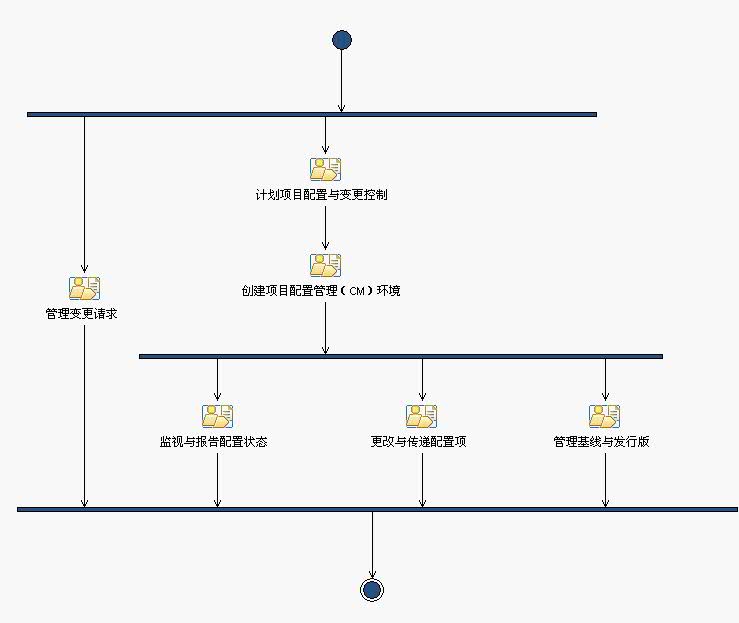 计划项目配置与变更控制
创建项目配置管理（CM）环境
管理变更请求
监视与报告配置状态
更改与传递配置项
管理基线与发行版